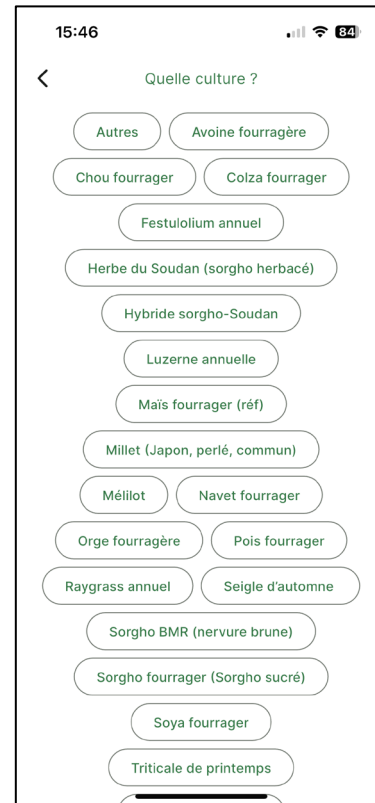 15:46 84
Quelle culture ?
Autres Avoine fourragère
Chou fourrager Colza fourrager
Festulolium annuel
Herbe du Soudan (sorgho herbacé)
Hybride sorgho-Soudan
Luzerne annuelle
Maïs fourrager (réf)
Millet (Japon, perlé, commun)
Mélilot Navet fourrager
Orge fourragère Pois fourrager
Raygrass annuel Seigle d'automne
Sorgho BMR (nervure brune)
Sorgho fourrager (Sorgho sucré)
Soya fourrager
Triticale de printemps